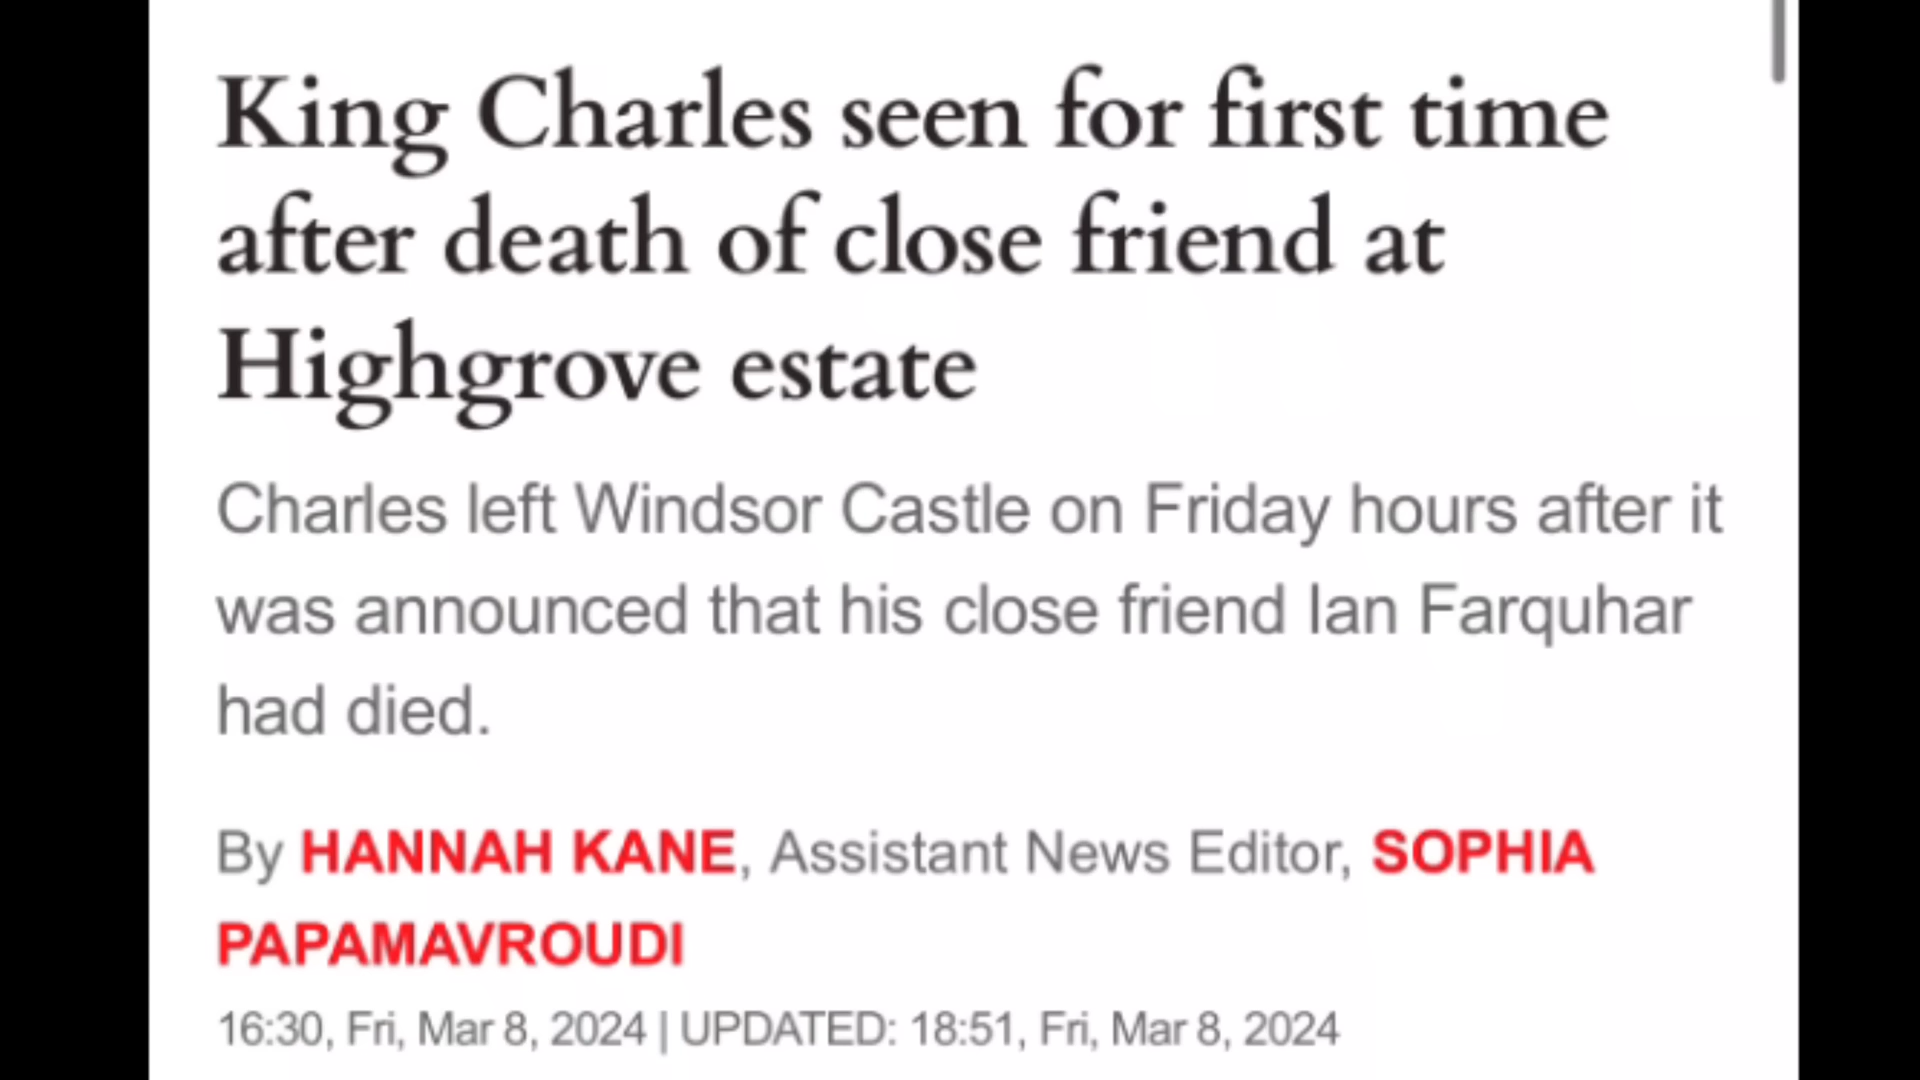 King Charles seen for first time
after death of close friend at
Highgrove estate
Charles left Windsor Castle on Friday hours after it
was announced that his close friend Ian Farquhar
had died.
By HANNAH KANE, Assistant News Editor, SOPHIA
PAPAMAVROUDI
16:30, Fri, Mar 8, 2024 | UPDATED: 18:51, Fri, Mar 8, 2024